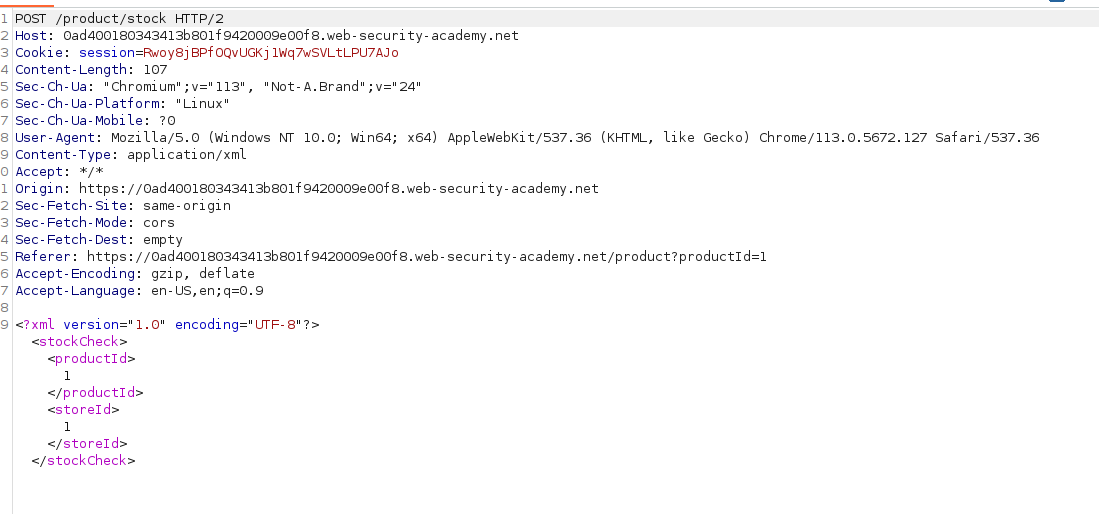 1 POST /product/stock HTTP/2
2 Host: 0ad400180343413b801f9420009e00f8.web-security-academy.net
3 Cookie: session=Rwoy8jBPfOQvUGKj1Wq7wSVLtLPU7AJo
4 Content-Length: 107
5 Sec-Ch-Ua: "Chromium";v="113", "Not-A.Brand";v="24"
6 Sec-Ch-Ua-Platform: "Linux"
7 Sec-Ch-Ua-Mobile: ?0
8 User-Agent: Mozilla/5.0 (Windows NT 10.0; Win64; x64) AppleWebKit/537.36 (KHTML, like Gecko) Chrome/113.0.5672.127 Safari/537.36
9 Content-Type: application/xml
0 Accept: */*
1 Origin: https://0ad400180343413b801f9420009e00f8.web-security-academy.net
2 Sec-Fetch-Site: same-origin
3 Sec-Fetch-Mode: cors
4 Sec-Fetch-Dest: empty
5 Referer: https://0ad400180343413b801f9420009e00f8.web-security-academy.net/product?productId=1
6 Accept-Encoding: gzip, deflate
7 Accept-Language: en-US,en;q=0.9
8
9 <?xml version="1.0" encoding="UTF-8"?>
<stockCheck>
<productId>
1
</productId>
<storeId>
1
</storeId>
</stockCheck>